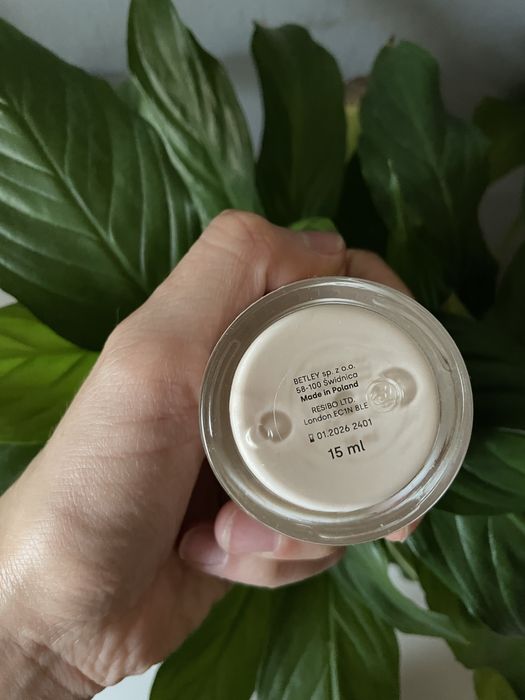 BETLEY sp. z o.o.
58-100 Świdnica
Made in Poland
RESIBO LTD.
London EC1N 8LE
01.2026 2401
15 ml